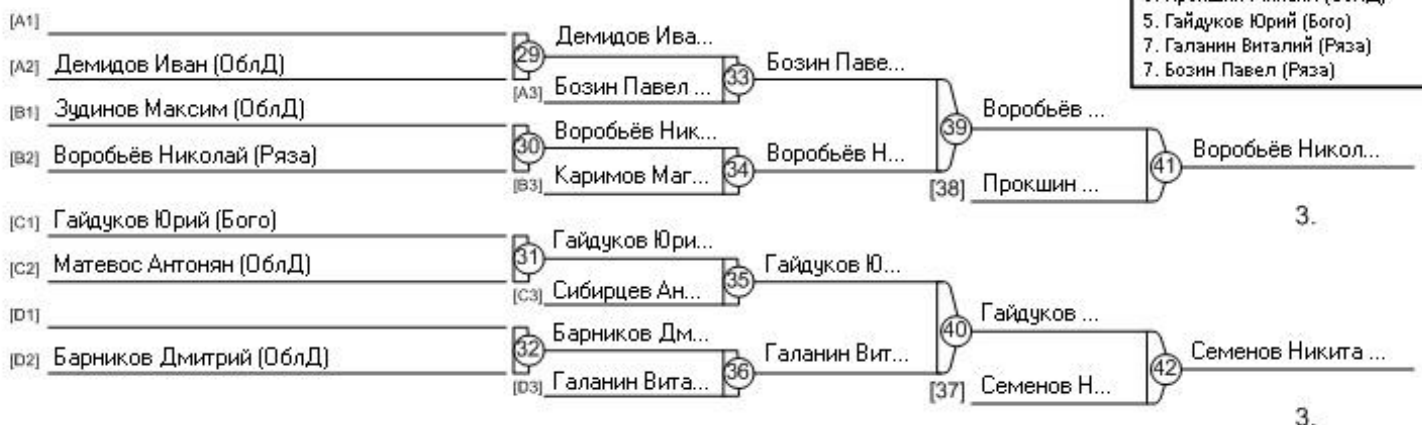 5. Гайдуков Юрий (Бого)
7. Галанин Виталий (Ряза)
7. Бозин Павел (Ряза)
[A1]
[A2] Демидов Иван (ОблД)
[B1] Зудинов Максим (ОблД)
[B2] Воробьёв Николай (Ряза)
[C1] Гайдуков Юрий (Бого)
[C2] Матевос Антонян (ОблД)
[D1]
[D2] Барников Дмитрий (ОблД)
29
30
31
32
Демидов Ива...
[A3] Бозин Павел ...
Воробьёв Ник...
[B3] Каримов Маг...
Гайдуков Юри...
[C3] Сибирцев Ан...
Барников Дм...
[D3] Галанин Вита...
33
34
35
36
Бозин Паве...
Воробьёв Н...
Гайдуков Ю...
Галанин Вит...
39
40
Воробьёв ...
[38] Прокшин ...
Гайдуков ...
[37] Семенов Н...
41
42
Воробьёв Никол...
3.
Семенов Никита ...
3.